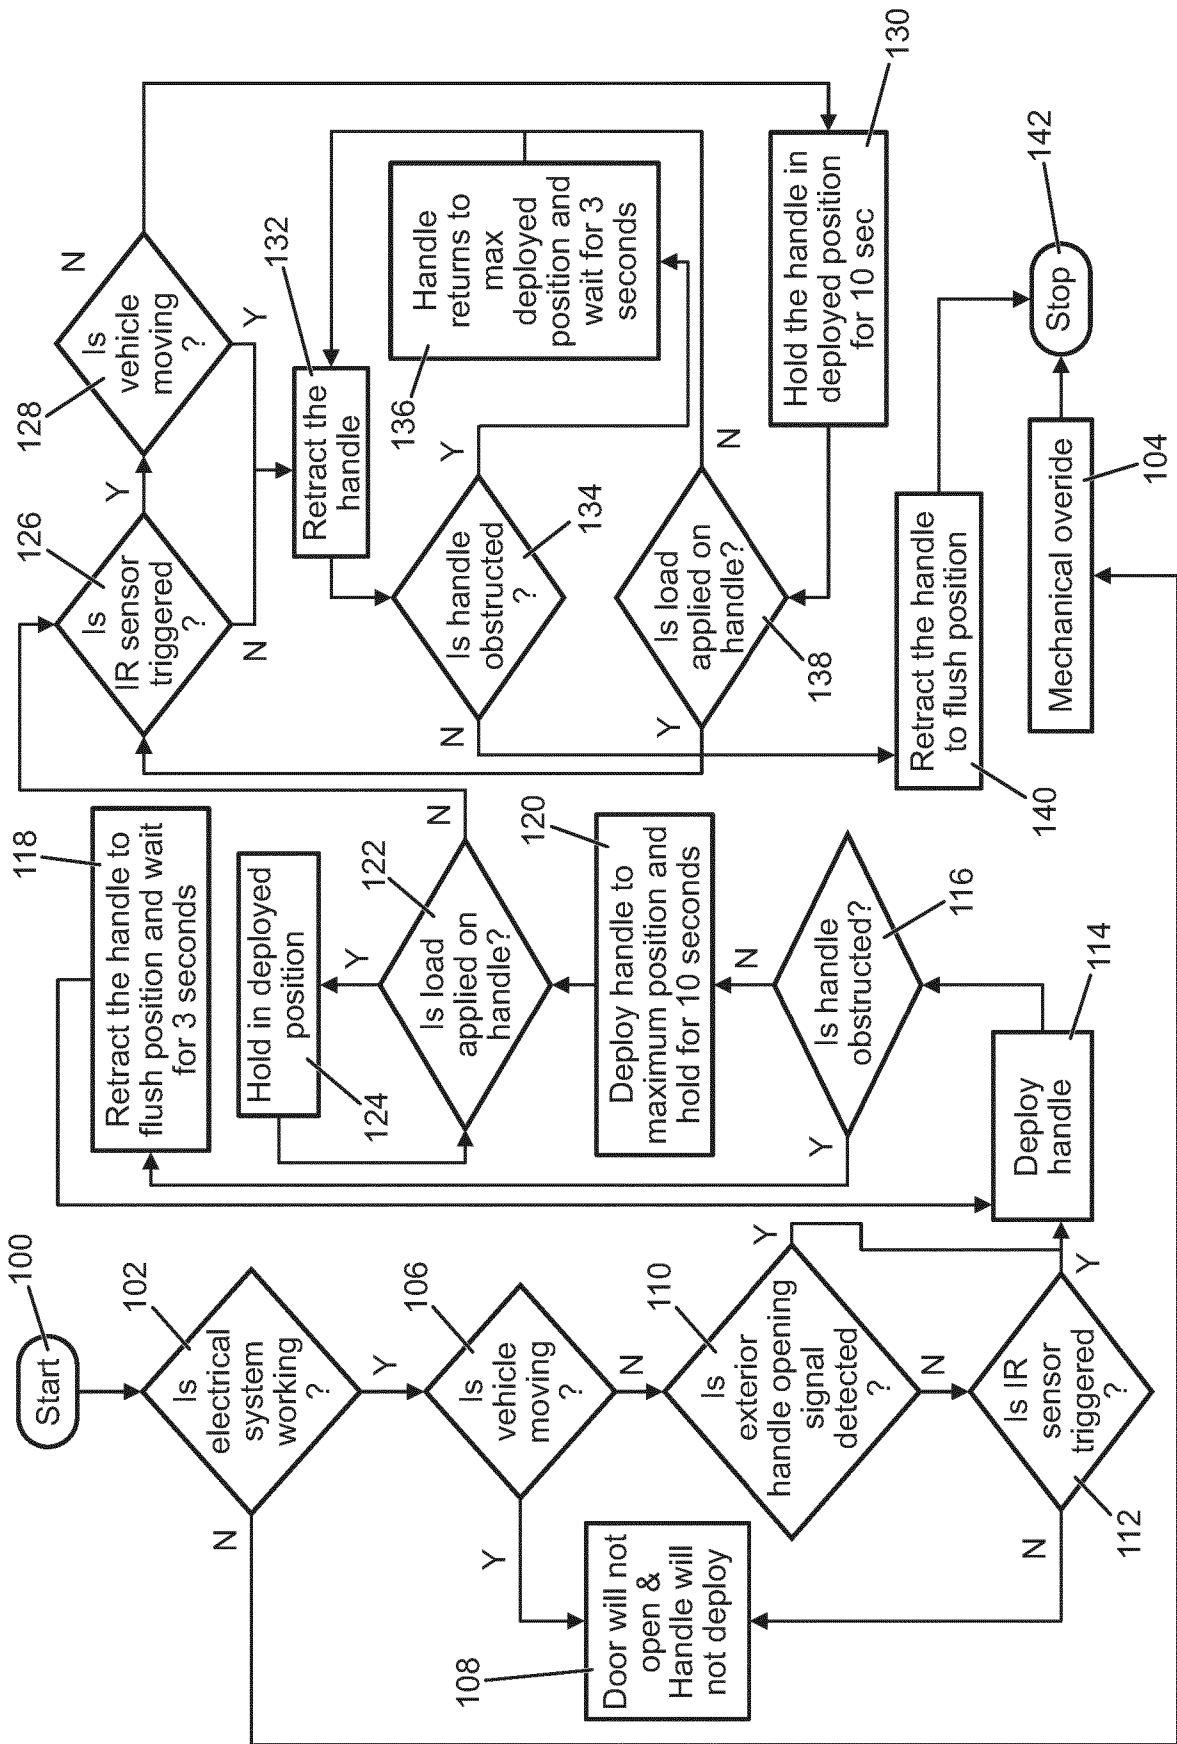 Start
100
Is
electrical
system
working
?
102
N
Y
Is
vehicle
moving
?
106
Y
N
Door will not
open &
Handle will
not deploy
108
Is
exterior
handle opening
signal
detected
?
110
Y
N
Is IR
sensor
triggered
?
112
N
Y
Deploy
handle
114
Is handle
obstructed?
116
Y
N
Retract the handle to
flush position and wait
for 3 seconds
118
Deploy handle to
maximum position and
hold for 10 seconds
120
Is load
applied on
handle?
122
Y
N
Hold in deployed
position
124
Is
IR sensor
triggered
?
126
Y
N
Is
vehicle
moving
?
128
N
Y
Retract the
handle
132
Is handle
obstructed
?
134
Y
N
Handle
returns to
max
deployed
position and
wait for 3
seconds
136
Is load
applied on
handle?
138
Y
N
Hold the handle in
deployed position
for 10 sec
130
Retract the handle
to flush position
140
Mechanical overide
104
Stop
142